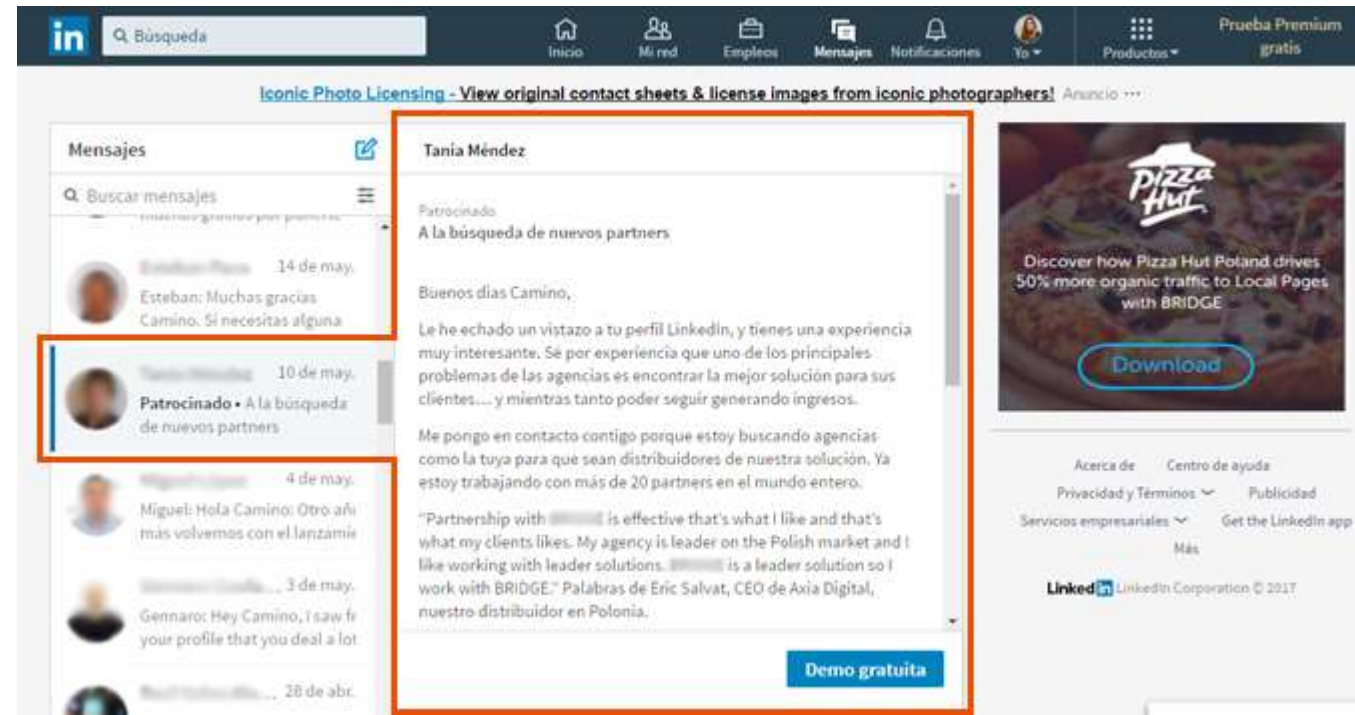 in
Búsqueda
Inicio
Mi red
Empleos
Mensajes
Notificaciones
Yo
Productos
Prueba Premium
gratis
Iconic Photo Licensing - View original contact sheets & license images from iconic photographers! Anuncio ...
Mensajes
Buscar mensajes
14 de may.
Esteban: Muchas gracias
Camino. Si necesitas alguna
10 de may.
Patrocinado • A la búsqueda
de nuevos partners
4 de may.
Miguel: Hola Camino: Otro año
más volvemos con el
3 de may.
Gennaro: Hey Camino, I saw
your profile that you deal a lot
28 de abr.
Tania Méndez
Patrocinado
A la búsqueda de nuevos partners
Buenos días Camino,
Le he echado un vistazo a tu perfil LinkedIn, y tienes una experiencia
muy interesante. Sé por experiencia que uno de los principales
problemas de las agencias es encontrar la mejor solución para sus
clientes... y mientras tanto poder seguir generando ingresos.
Me pongo en contacto contigo porque estoy buscando agencias
como la tuya para que sean distribuidores de nuestra solución. Ya
estoy trabajando con más de 20 partners en el mundo entero.
"Partnership with is effective that's what I like and that's
what my clients likes. My agency is leader on the Polish market and I
like working with leader solutions. is a leader solution so I
work with BRIDGE." Palabras de Eric Salvat, CEO de Axia Digital,
nuestro distribuidor en Polonia.
Demo gratuita
Pizza
Hut
Discover how Pizza Hut Poland drives
50% more organic traffic to Local Pages
with BRIDGE
Download
Acerca de Centro de ayuda
Privacidad y Términos Publicidad
Servicios empresariales Get the LinkedIn app
Más
LinkedIn LinkedIn Corporation © 2017